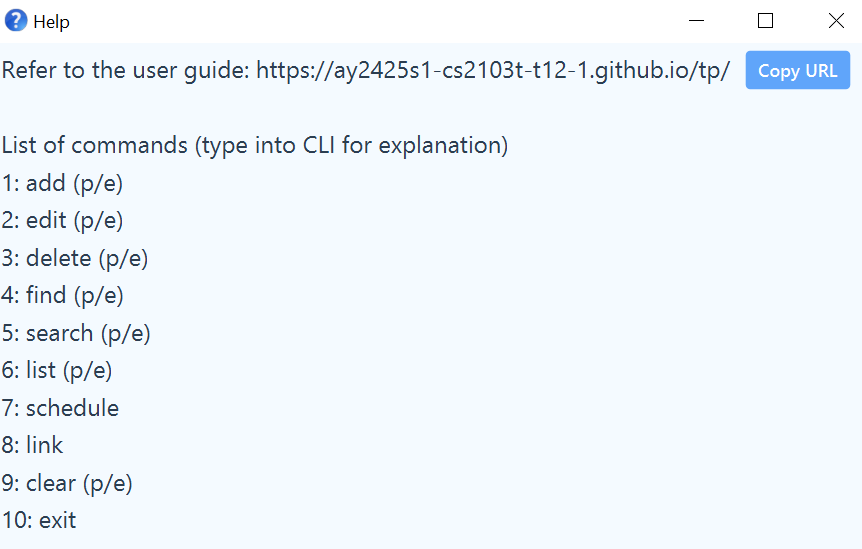 Help
Refer to the user guide: https://ay2425s1-cs2103t-t12-1.github.io/tp/ Copy URL
List of commands (type into CLI for explanation)
1: add (p/e)
2: edit (p/e)
3: delete (p/e)
4: find (p/e)
5: search (p/e)
6: list (p/e)
7: schedule
8: link
9: clear (p/e)
10: exit